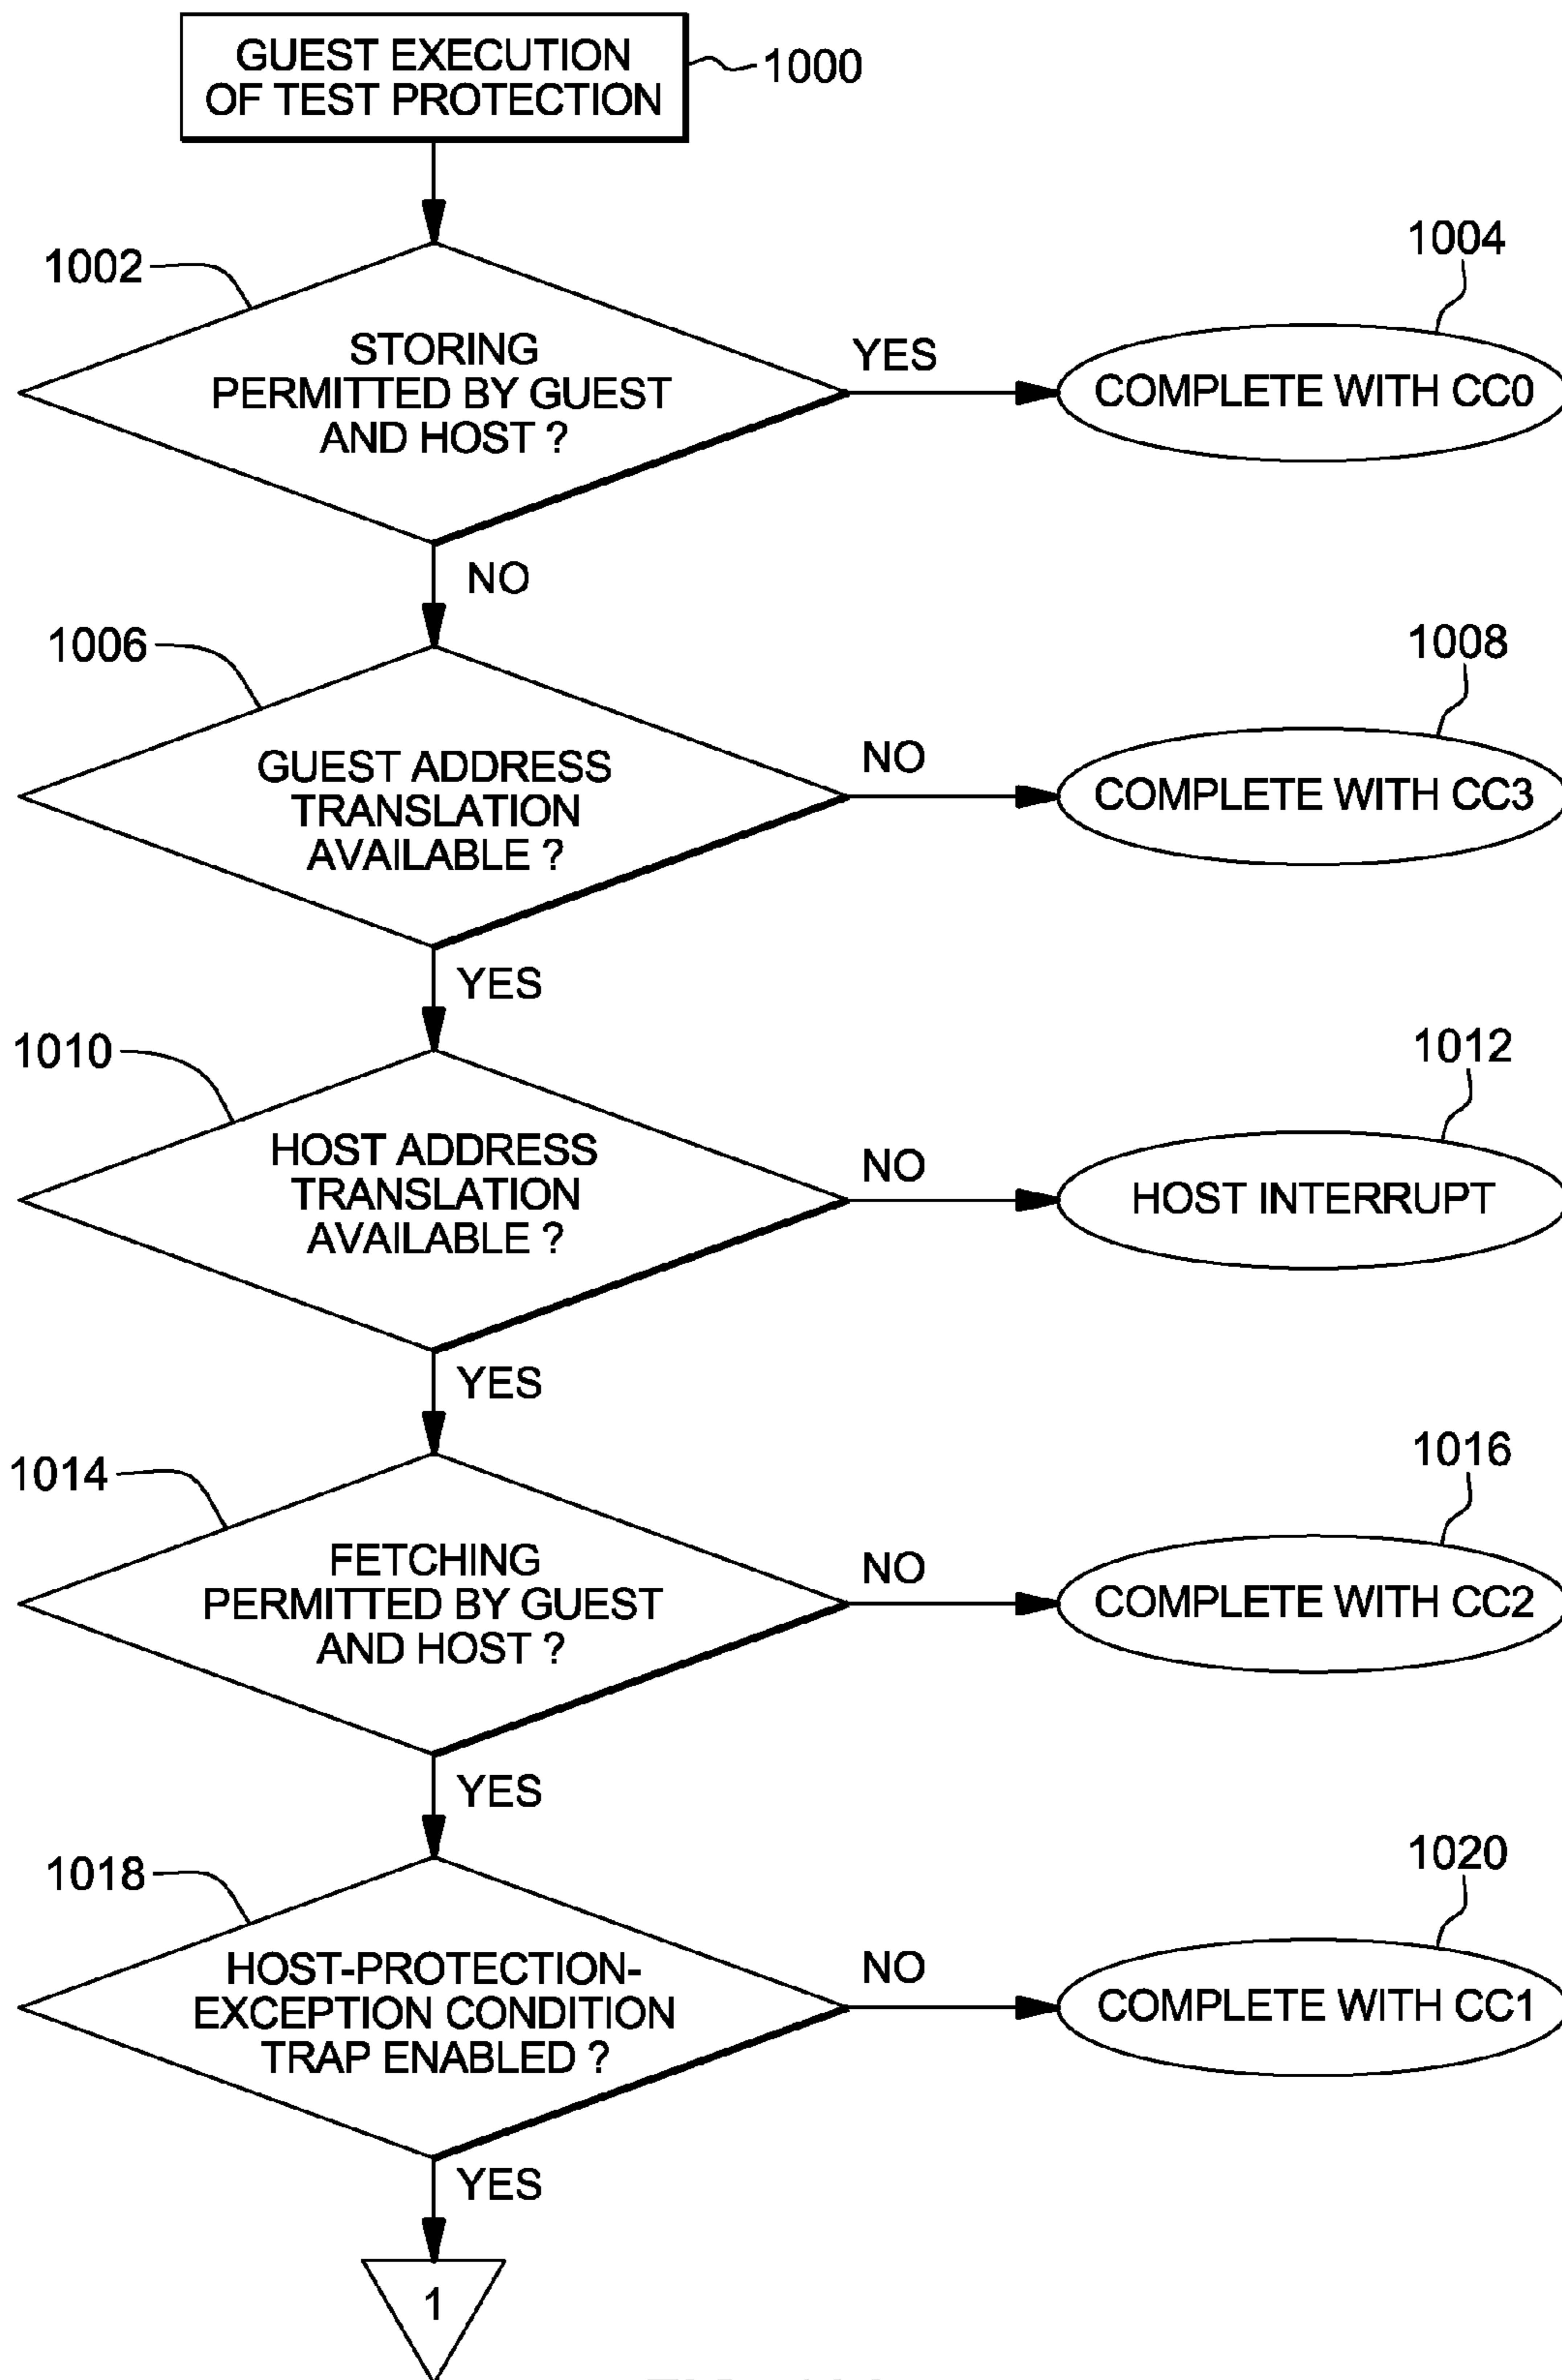 GUEST EXECUTION
OF TEST PROTECTION
1000
1002
STORING
PERMITTED BY GUEST
AND HOST ?
YES
1004
COMPLETE WITH CC0
NO
1006
GUEST ADDRESS
TRANSLATION
AVAILABLE ?
NO
1008
COMPLETE WITH CC3
YES
1010
HOST ADDRESS
TRANSLATION
AVAILABLE ?
NO
1012
HOST INTERRUPT
YES
1014
FETCHING
PERMITTED BY GUEST
AND HOST ?
NO
1016
COMPLETE WITH CC2
YES
1018
HOST-PROTECTION-
EXCEPTION CONDITION
TRAP ENABLED ?
NO
1020
COMPLETE WITH CC1
YES
1